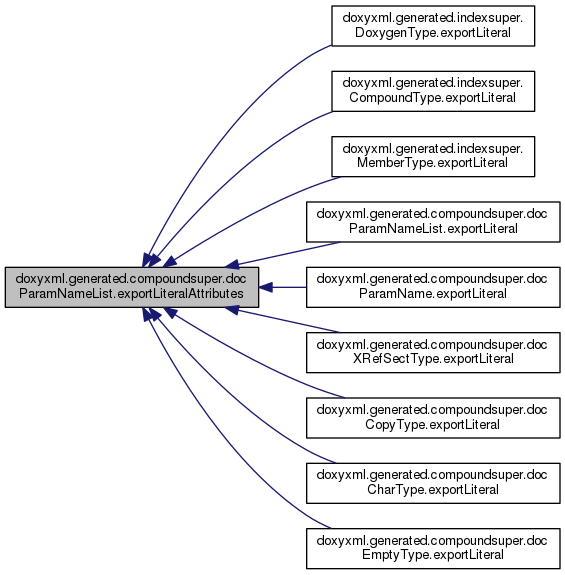 doxyxml.generated.indexsuper.
DoxygenType.exportLiteral
doxyxml.generated.indexsuper.
CompoundType.exportLiteral
doxyxml.generated.indexsuper.
MemberType.exportLiteral
doxyxml.generated.compoundsuper.doc
ParamNameList.exportLiteral
doxyxml.generated.compoundsuper.doc
ParamNameList.exportLiteralAttributes
doxyxml.generated.compoundsuper.doc
ParamName.exportLiteral
doxyxml.generated.compoundsuper.doc
XRefSectType.exportLiteral
doxyxml.generated.compoundsuper.doc
CopyType.exportLiteral
doxyxml.generated.compoundsuper.doc
CharType.exportLiteral
doxyxml.generated.compoundsuper.doc
EmptyType.exportLiteral